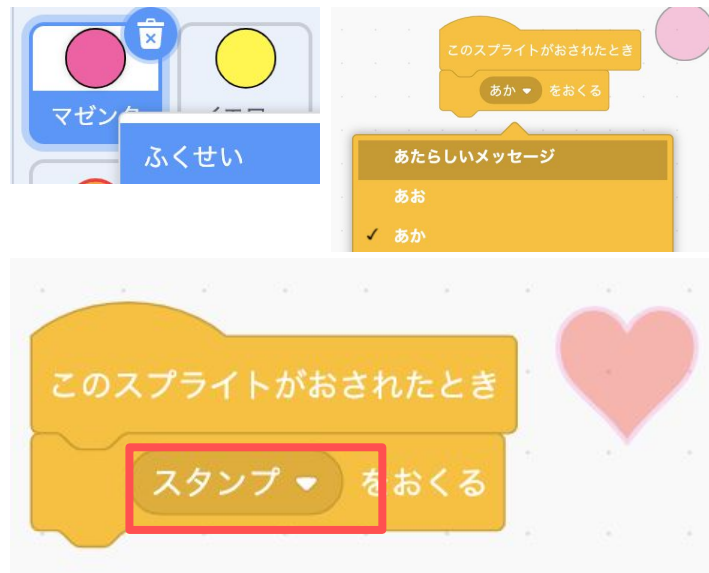 マゼンタ
ふくせい
このスプライトがおされたとき
あか をおくる
あたらしいメッセージ
あお
✓ あか
このスプライトがおされたとき
スタンプ をおくる